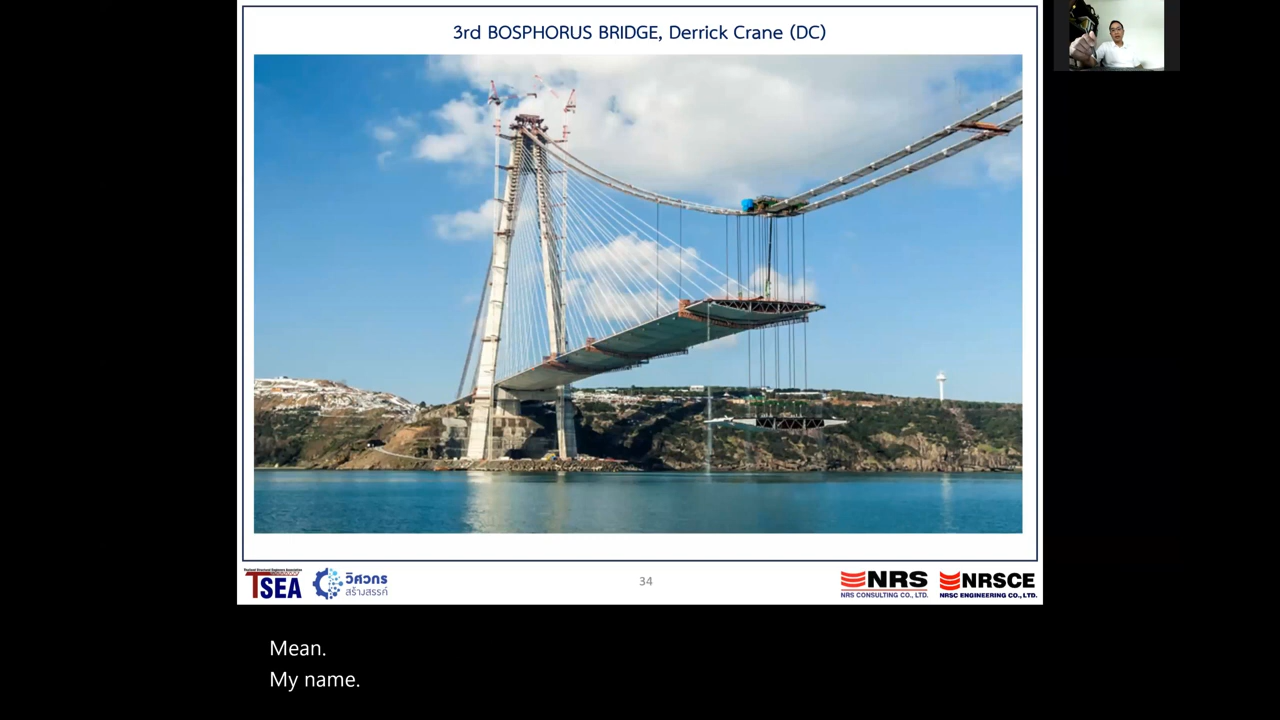 3rd BOSPHORUS BRIDGE, Derrick Crane (DC)
TSEA
วิศวกร
สร้างสรรค์
34
NRS
NRS CONSULTING CO., LTD.
NRSCE
NRSC ENGINEERING CO., LTD.
Mean.
My name.